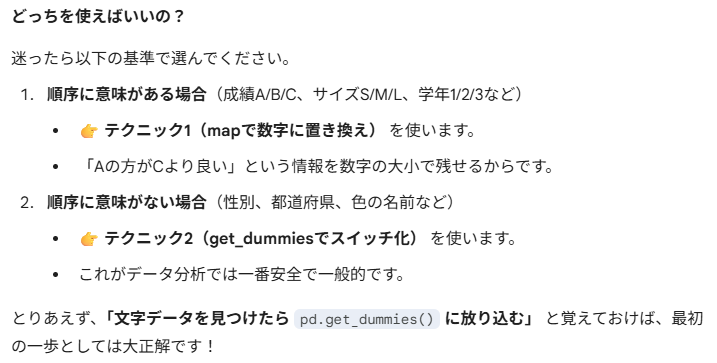 どっちを使えばいいの？
迷ったら以下の基準で選んでください。
1. 順序に意味がある場合（成績A/B/C、サイズS/M/L、学年1/2/3など）
• 👉 テクニック1（mapで数字に置き換え） を使います。
• 「Aの方がCより良い」という情報を数字の大小で残せるからです。
2. 順序に意味がない場合（性別、都道府県、色の名前など）
• 👉 テクニック2（get_dummiesでスイッチ化） を使います。
• これがデータ分析では一番安全で一般的です。
とりあえず、「文字データを見つけたら pd.get_dummies() に放り込む」 と覚えておけば、最初
の一歩としては大正解です！